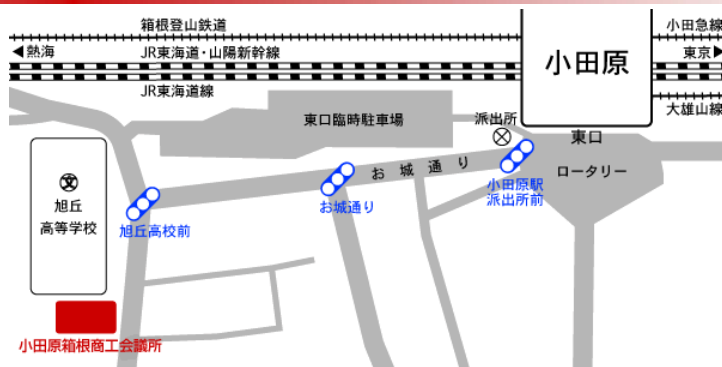 箱根登山鉄道
小田急線
◀熱海
JR東海道・山陽新幹線
小田原
東京▶
JR東海道線
大雄山線
東口臨時駐車場
派出所
東口
ロータリー
お城通り
小田原駅
派出所前
文
旭丘
高等学校
お城通り
旭丘高校前
小田原箱根商工会議所